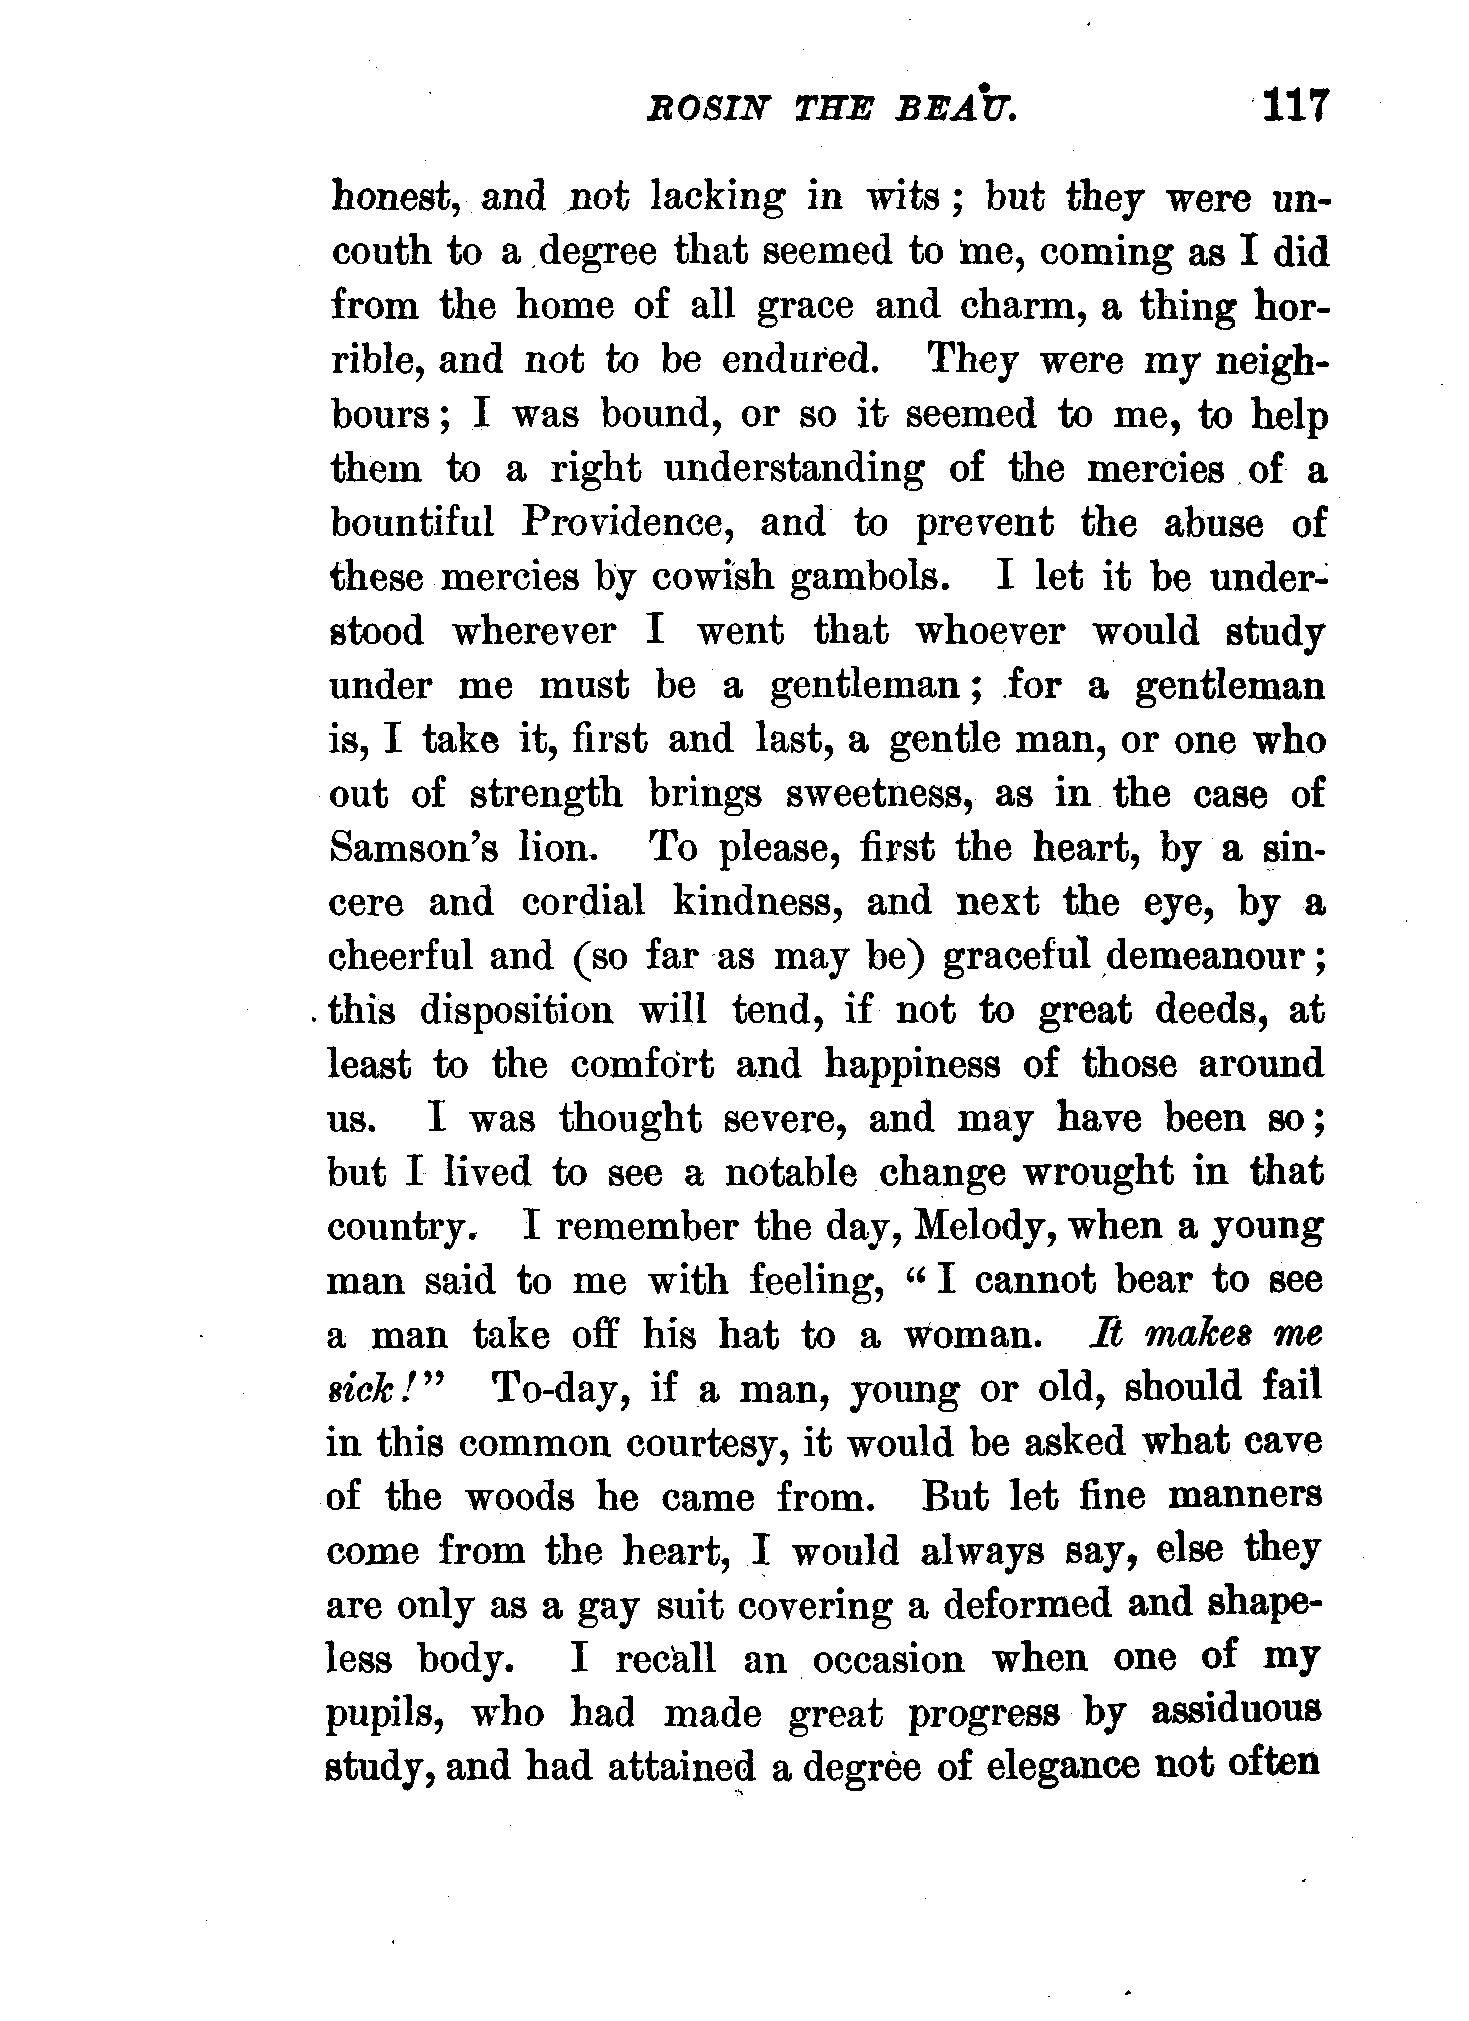 ROSIN THE BEAU. 117
honest, and not lacking in wits ; but they were un-
couth to a degree that seemed to me, coming as I did
from the home of all grace and charm, a thing hor-
rible, and not to be endured. They were my neigh-
bours ; I was bound, or so it seemed to me, to help
them to a right understanding of the mercies of a
bountiful Providence, and to prevent the abuse of
these mercies by cowish gambols. I let it be under-
stood wherever I went that whoever would study
under me must be a gentleman ; for a gentleman
is, I take it, first and last, a gentle man, or one who
out of strength brings sweetness, as in the case of
Samson's lion. To please, first the heart, by a sin-
cere and cordial kindness, and next the eye, by a
cheerful and (so far as may be) graceful demeanour ;
this disposition will tend, if not to great deeds, at
least to the comfort and happiness of those around
us. I was thought severe, and may have been so ;
but I lived to see a notable change wrought in that
country. I remember the day, Melody, when a young
man said to me with feeling, “ I cannot bear to see
a man take off his hat to a woman. It makes me
sick ! ” To-day, if a man, young or old, should fail
in this common courtesy, it would be asked what cave
of the woods he came from. But let fine manners
come from the heart, I would always say, else they
are only as a gay suit covering a deformed and shape-
less body. I recall an occasion when one of my
pupils, who had made great progress by assiduous
study, and had attained a degree of elegance not often